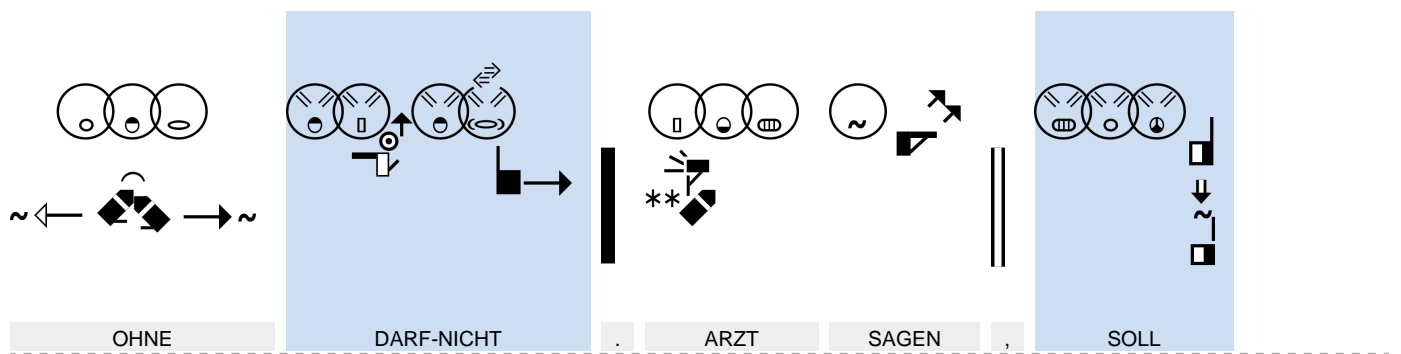 OHNE DARF-NICHT . ARZT SAGEN , SOLL